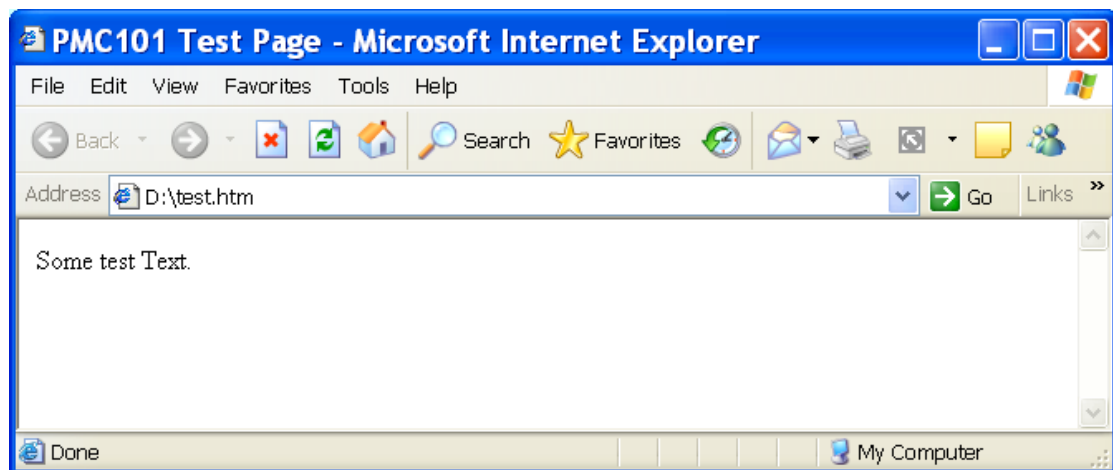 PMC101 Test Page - Microsoft Internet Explorer
File Edit View Favorites Tools Help
Back Search Favorites
Address D:\test.htm Go Links »
Some test Text.
Done My Computer